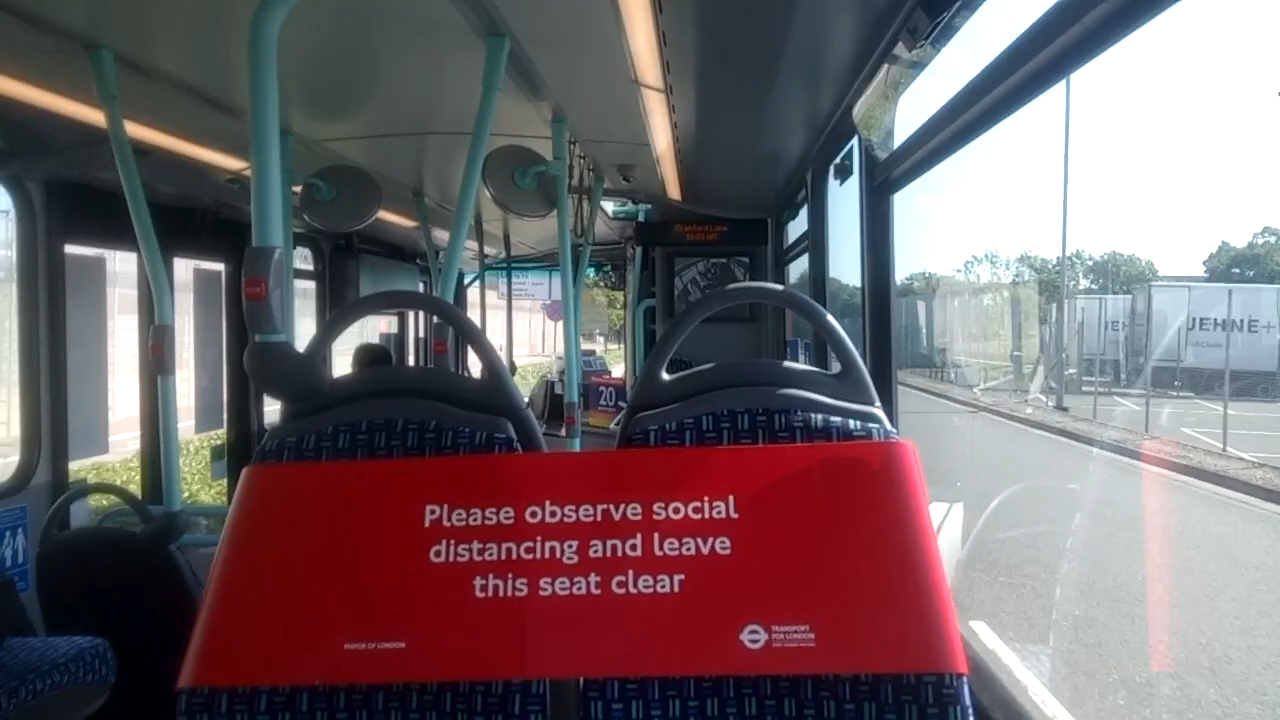 Cranford Lane
20
JEHNE+
JEH
Please observe social
distancing and leave
this seat clear
MAYOR OF LONDON
TRANSPORT
FOR LONDON